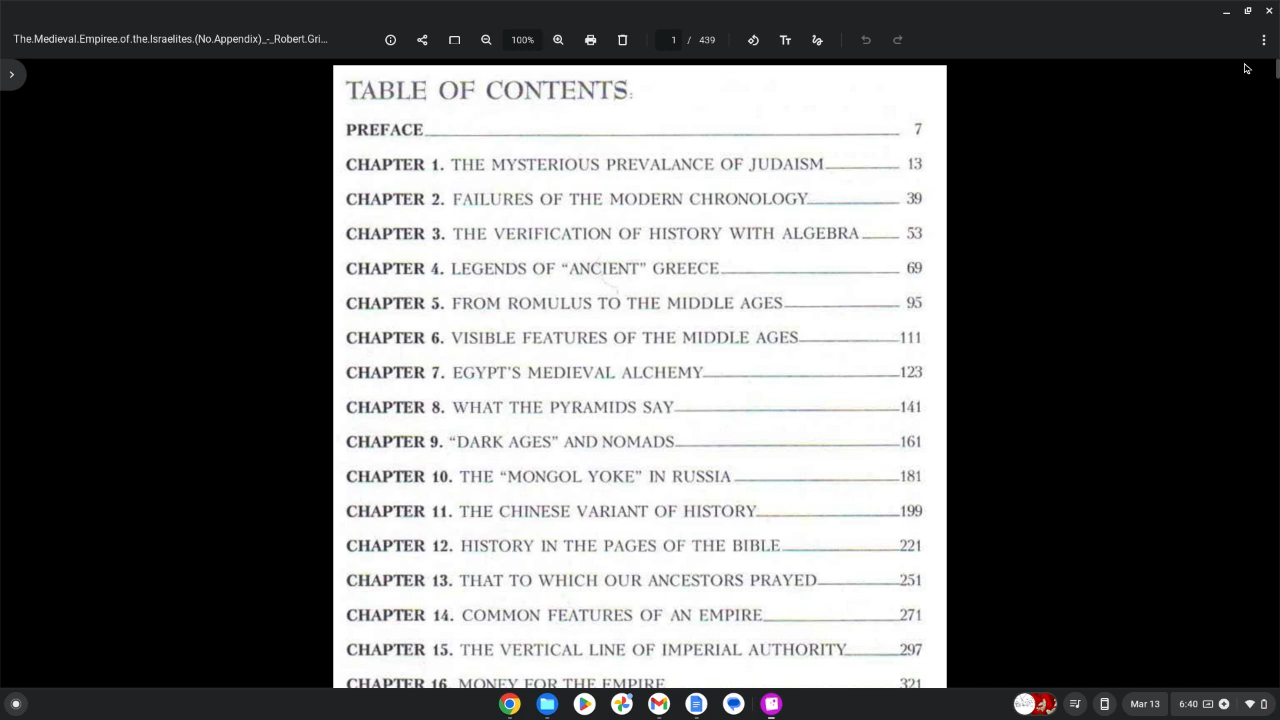 The.Medieval.Empiree.of.the.Israelites.(No.Appendix)_-_Robert.Gri...
100%
1 / 439
TABLE OF CONTENTS:
PREFACE 7
CHAPTER 1. THE MYSTERIOUS PREVALANCE OF JUDAISM 13
CHAPTER 2. FAILURES OF THE MODERN CHRONOLOGY 39
CHAPTER 3. THE VERIFICATION OF HISTORY WITH ALGEBRA 53
CHAPTER 4. LEGENDS OF “ANCIENT” GREECE 69
CHAPTER 5. FROM ROMULUS TO THE MIDDLE AGES 95
CHAPTER 6. VISIBLE FEATURES OF THE MIDDLE AGES 111
CHAPTER 7. EGYPT'S MEDIEVAL ALCHEMY 123
CHAPTER 8. WHAT THE PYRAMIDS SAY 141
CHAPTER 9. “DARK AGES” AND NOMADS 161
CHAPTER 10. THE “MONGOL YOKE” IN RUSSIA 181
CHAPTER 11. THE CHINESE VARIANT OF HISTORY 199
CHAPTER 12. HISTORY IN THE PAGES OF THE BIBLE 221
CHAPTER 13. THAT TO WHICH OUR ANCESTORS PRAYED 251
CHAPTER 14. COMMON FEATURES OF AN EMPIRE 271
CHAPTER 15. THE VERTICAL LINE OF IMPERIAL AUTHORITY 297
CHAPTER 16. MONEY FOR THE EMPIRE 321
Mar 13
6:40